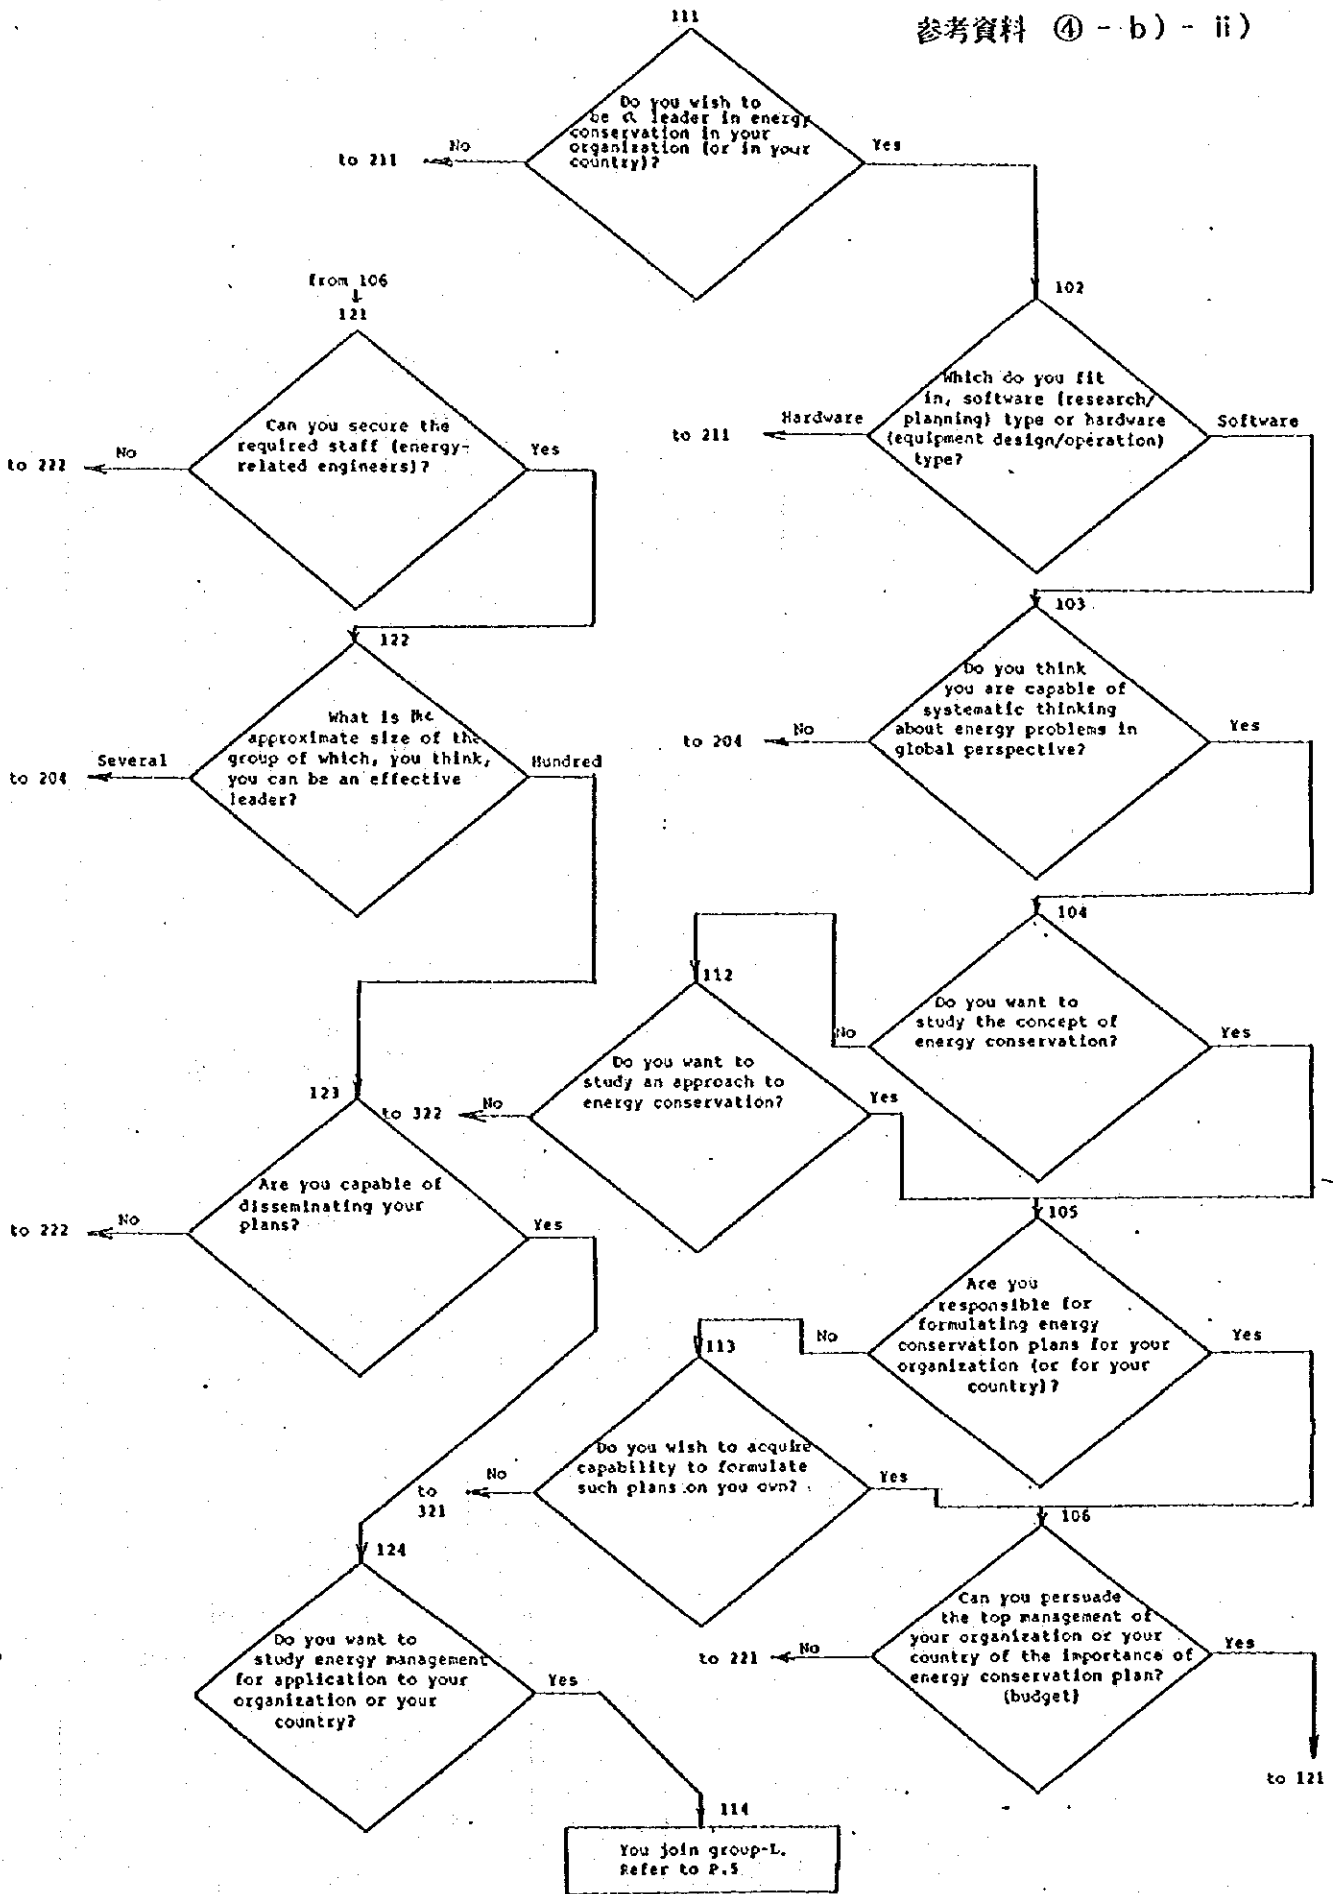 参考資料 ④ - b) - ii)
111
Do you wish to
be a leader in energy
conservation in your
organization (or in your
country)?
No
to 211
Yes
102
Which do you fit
in, software (research/
planning) type or hardware
(equipment design/operation)
type?
Hardware
to 211
Software
103
Do you think
you are capable of
systematic thinking
about energy problems in
global perspective?
No
to 204
Yes
104
Do you want to
study the concept of
energy conservation?
No
Yes
112
Do you want to
study an approach to
energy conservation?
No
to 322
Yes
105
Are you
responsible for
formulating energy
conservation plans for your
organization (or for your
country)?
No
Yes
113
Do you wish to acquire
capability to formulate
such plans on you own?
No
to
321
Yes
106
Can you persuade
the top management of
your organization or your
country of the importance of
energy conservation plan?
(budget)
No
to 221
Yes
to 121
from 106
121
Can you secure the
required staff (energy-
related engineers)?
No
to 222
Yes
122
What is the
approximate size of the
group of which, you think,
you can be an effective
leader?
Several
to 204
Hundred
123
Are you capable of
disseminating your
plans?
No
to 222
Yes
124
Do you want to
study energy management
for application to your
organization or your
country?
Yes
114
You join group-L.
Refer to P.5